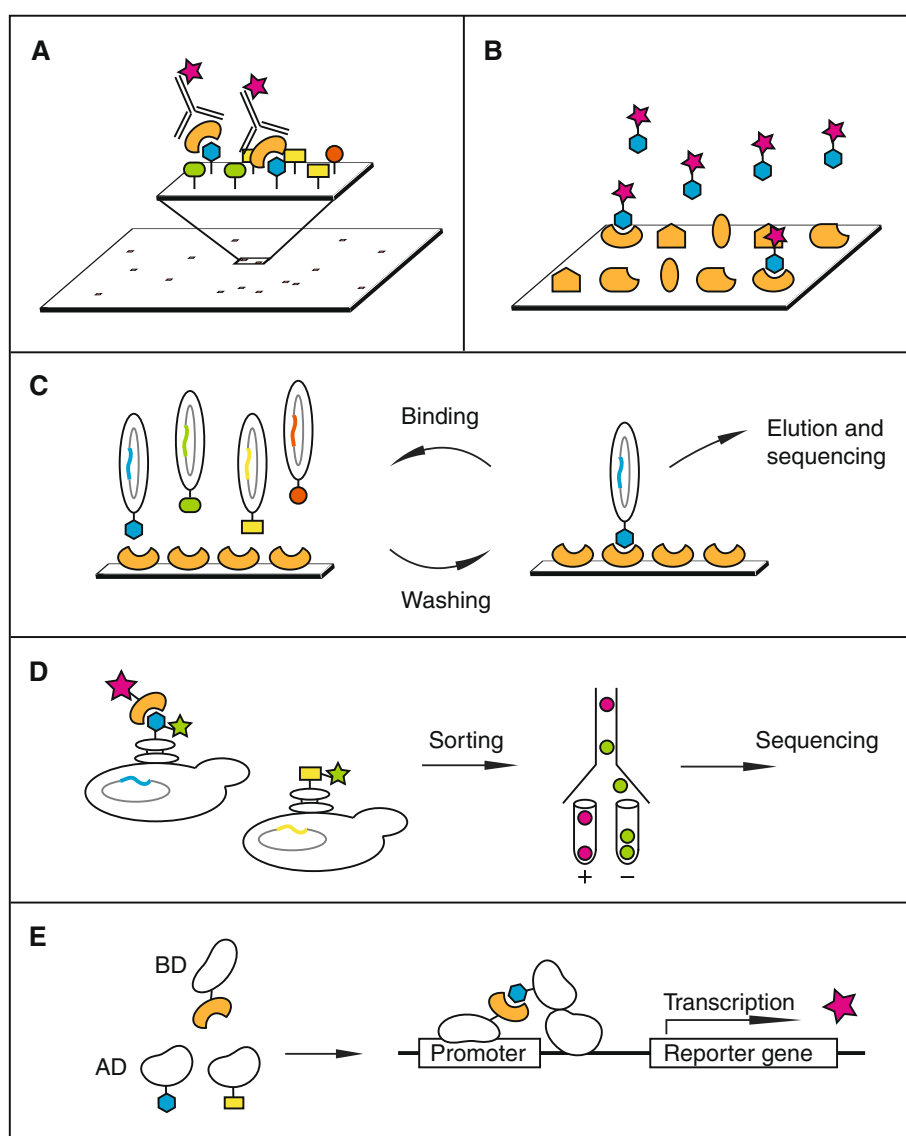 A
B
C
Binding
Washing
Elution and
sequencing
D
Sorting
Sequencing
+ −
E
BD
AD
Transcription
Promoter
Reporter gene